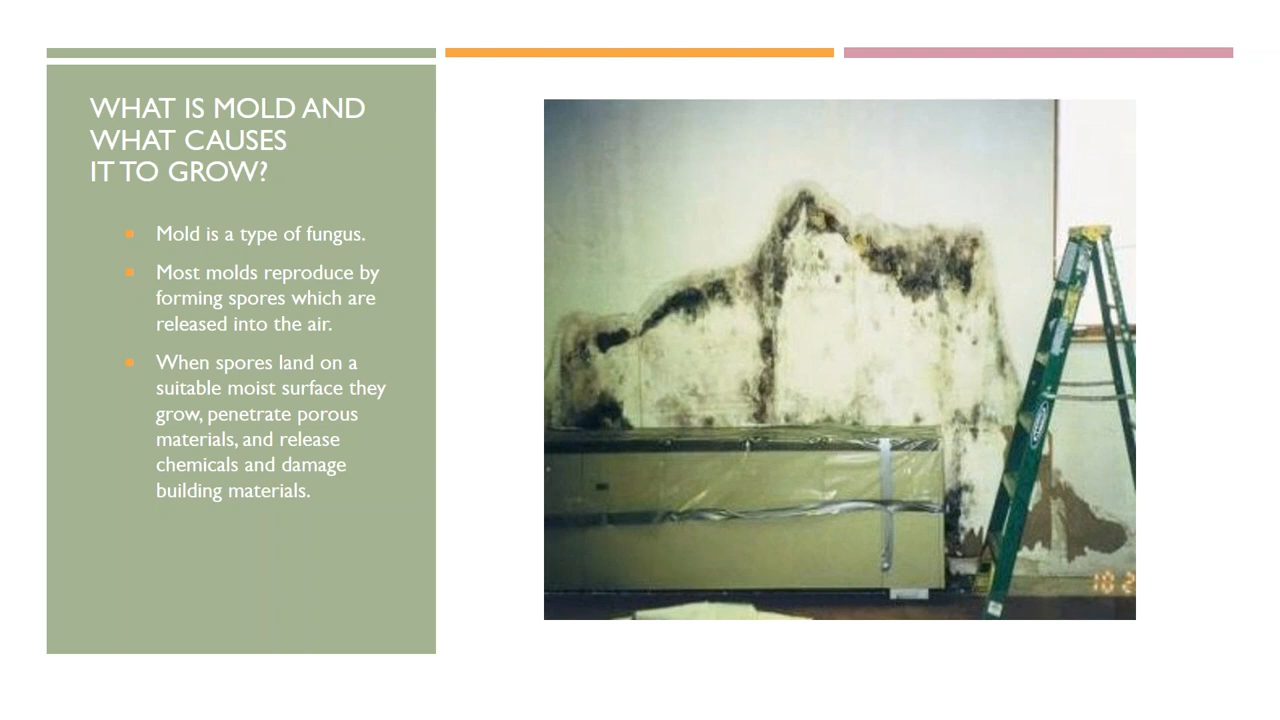 WHAT IS MOLD AND
WHAT CAUSES
IT TO GROW?
Mold is a type of fungus.
Most molds reproduce by
forming spores which are
released into the air.
When spores land on a
suitable moist surface they
grow, penetrate porous
materials, and release
chemicals and damage
building materials.
10 2